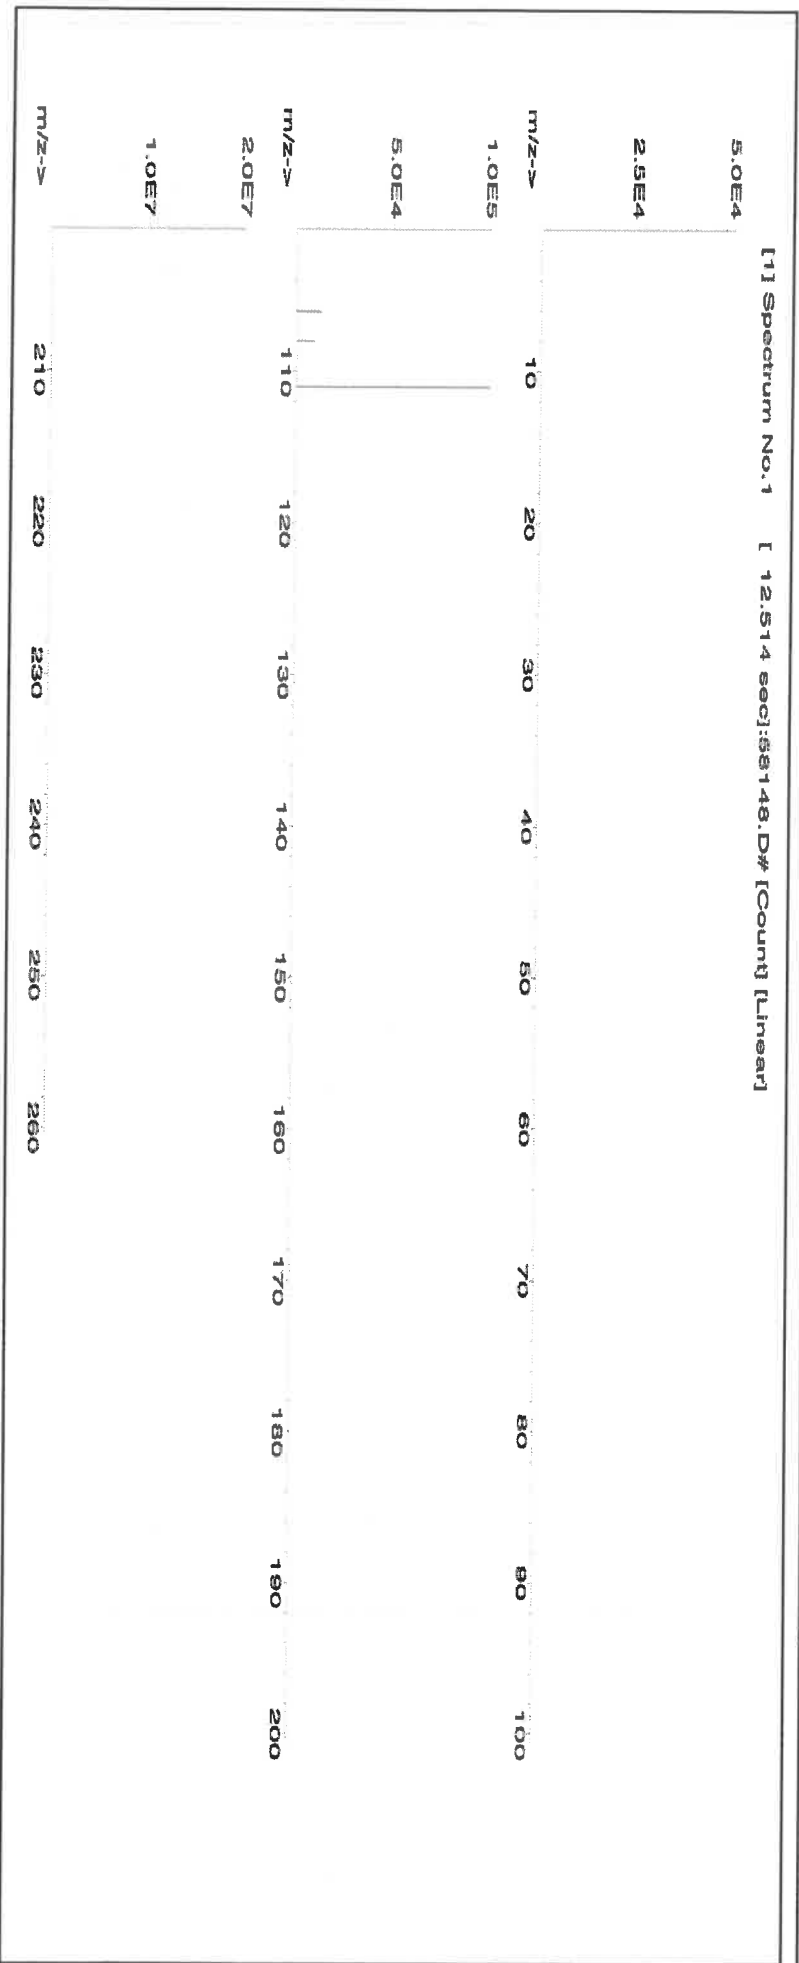 [1] Spectrum No.1 [ 12.514 sec]:58148.D# [Count] [Linear]
5.0E4
2.5E4
m/z-> 10 20 30 40 50 60 70 80 90 100
1.0E5
5.0E4
m/z-> 110 120 130 140 150 160 170 180 190 200
2.0E7
1.0E7
m/z-> 210 220 230 240 250 260